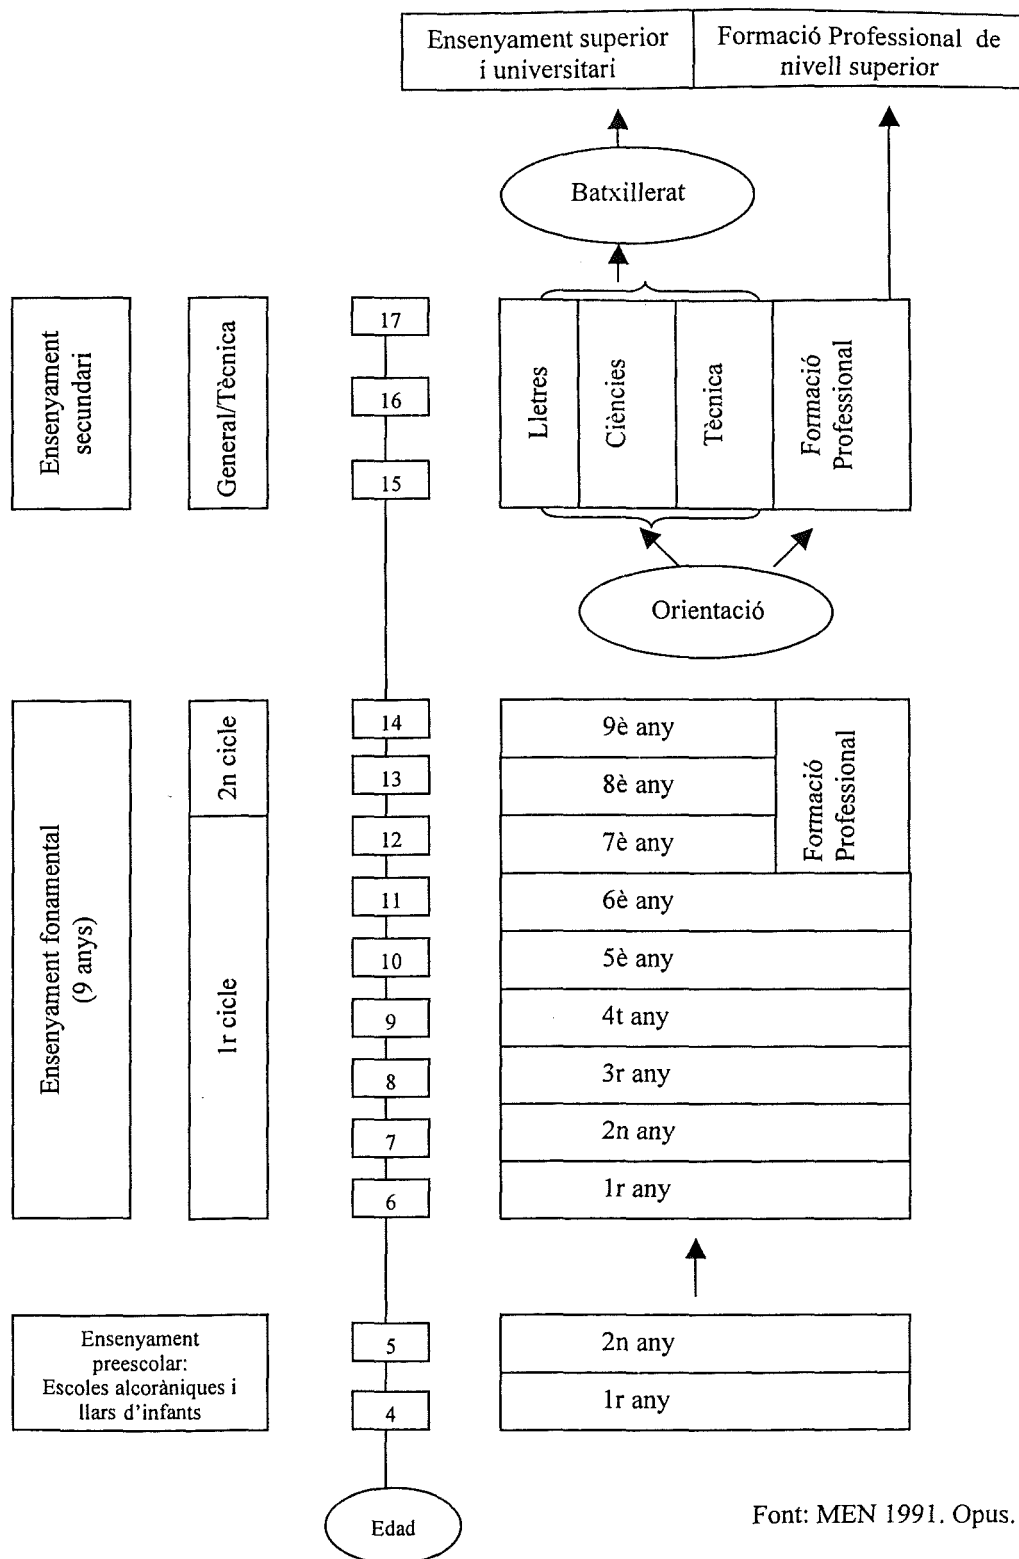 Ensenyament superior
i universitari
Formació Professional de
nivell superior
Batxillerat
Ensenyament
secundari
General/Tècnica
17
16
15
Lletres
Ciències
Tècnica
Formació
Professional
Orientació
Ensenyament fonamental
(9 anys)
2n cicle
1r cicle
14
13
12
11
10
9
8
7
6
9è any
8è any
7è any
Formació
Professional
6è any
5è any
4t any
3r any
2n any
1r any
Ensenyament
preescolar:
Escoles alcoràniques i
llars d'infants
5
4
2n any
1r any
Edad
Font: MEN 1991. Opus.